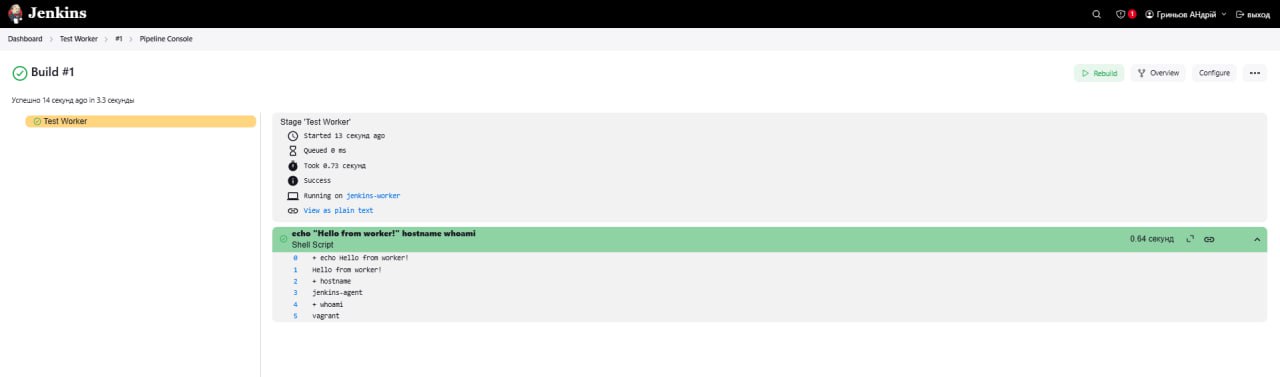 Jenkins
1 Гриньов АНдрій выход
Dashboard > Test Worker > #1 > Pipeline Console
Build #1
Rebuild Overview Configure
Успешно 14 секунд ago in 3.3 секунды
Test Worker
Stage 'Test Worker'
Started 13 секунд ago
Queued 0 ms
Took 0.73 секунд
Success
Running on jenkins-worker
View as plain text
echo "Hello from worker!" hostname whoami
Shell Script
0.64 секунд
0 + echo Hello from worker!
1 Hello from worker!
2 + hostname
3 jenkins-agent
4 + whoami
5 vagrant